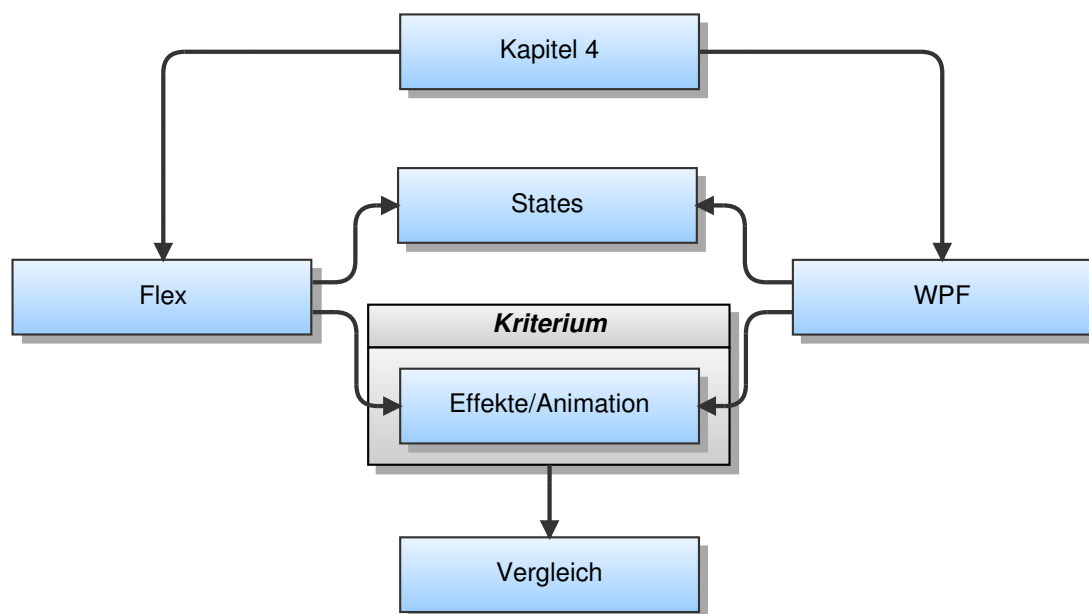 Kapitel 4
States
Flex
WPF
Kriterium
Effekte/Animation
Vergleich